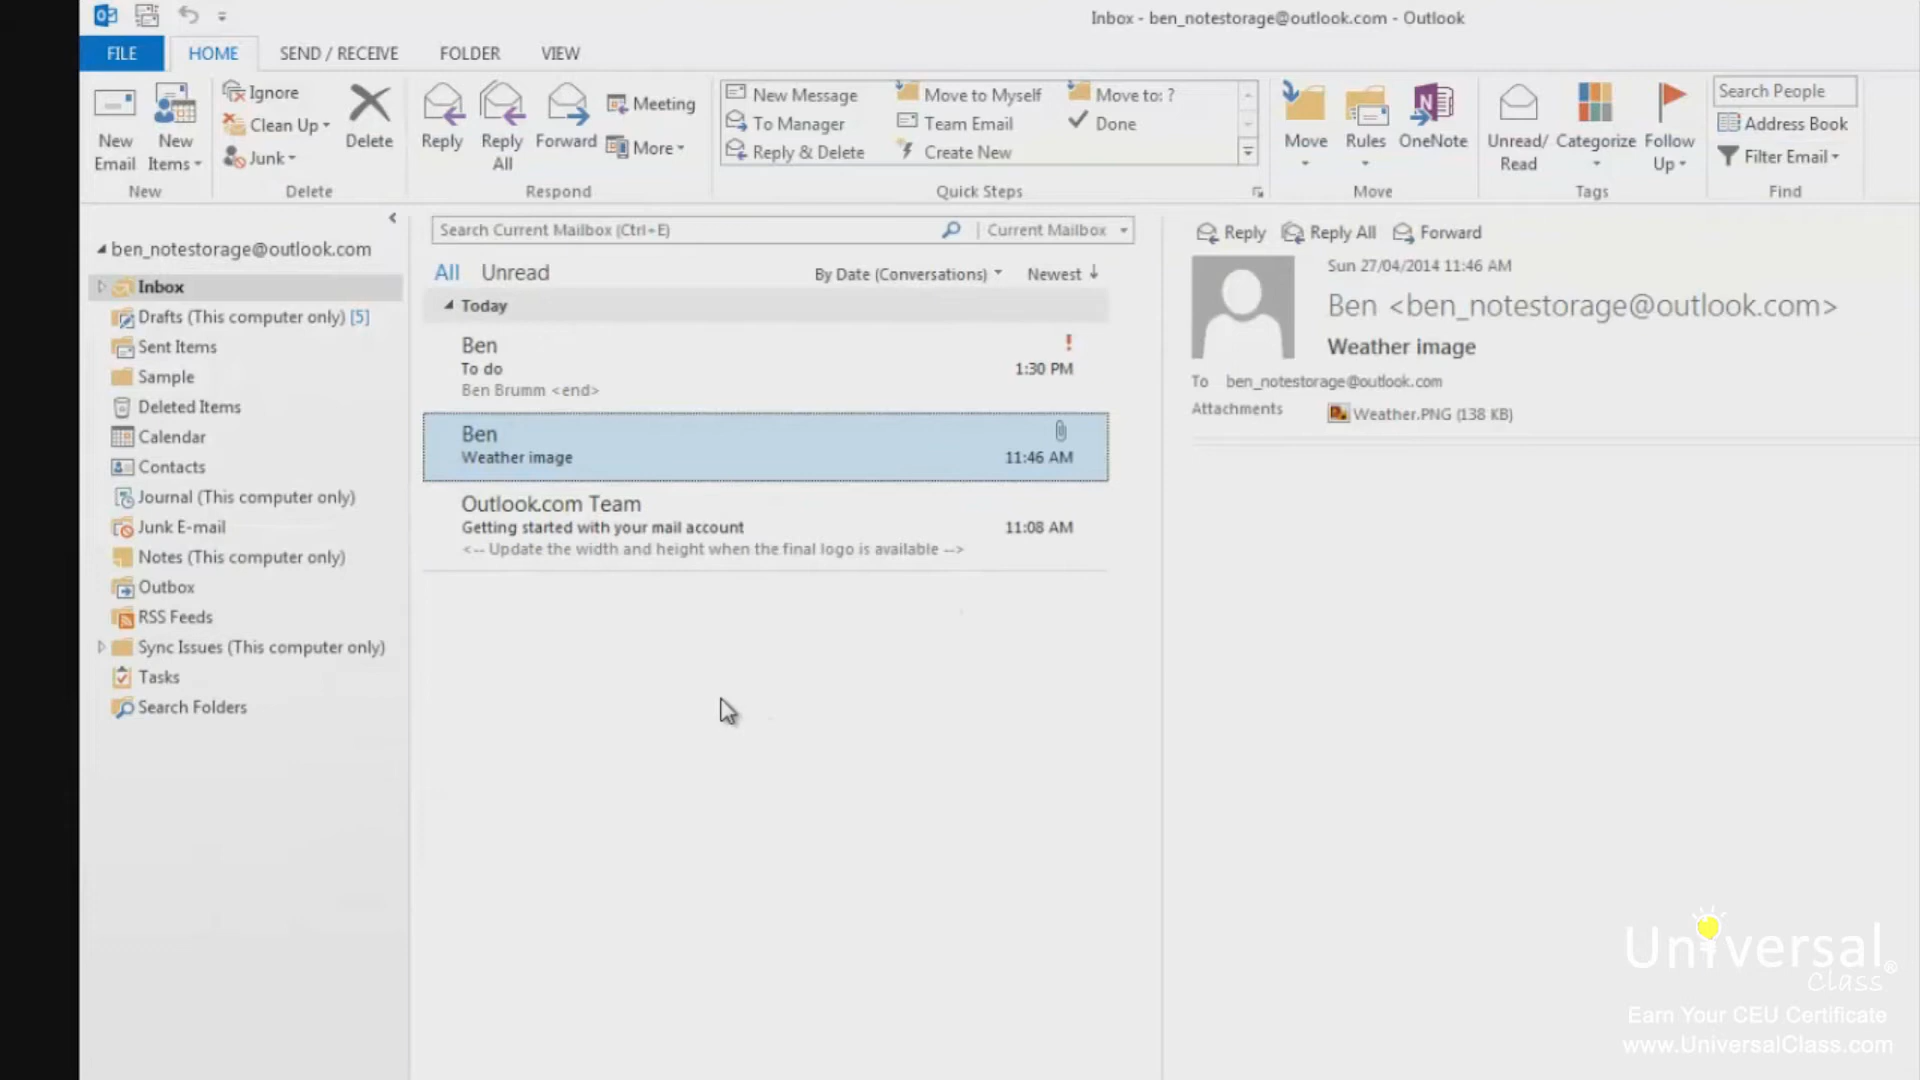 Inbox - ben_notestorage@outlook.com - Outlook
FILE HOME SEND / RECEIVE FOLDER VIEW
New Email
New Items
New
Ignore
Clean Up
Junk
Delete
Delete
Reply
Reply All
Forward
Meeting
More
Respond
New Message
To Manager
Reply & Delete
Move to Myself
Team Email
Create New
Move to: ?
Done
Quick Steps
Move
Rules
OneNote
Move
Unread/ Read
Categorize
Follow Up
Tags
Search People
Address Book
Filter Email
Find
ben_notestorage@outlook.com
Inbox
Drafts (This computer only) [5]
Sent Items
Sample
Deleted Items
Calendar
Contacts
Journal (This computer only)
Junk E-mail
Notes (This computer only)
Outbox
RSS Feeds
Sync Issues (This computer only)
Tasks
Search Folders
Search Current Mailbox (Ctrl+E) Current Mailbox
All Unread By Date (Conversations) Newest
Today
Ben !
To do 1:30 PM
Ben Brumm <end>
Ben
Weather image 11:46 AM
Outlook.com Team
Getting started with your mail account 11:08 AM
<-- Update the width and height when the final logo is available -->
Reply Reply All Forward
Sun 27/04/2014 11:46 AM
Ben <ben_notestorage@outlook.com>
Weather image
To ben_notestorage@outlook.com
Attachments Weather.PNG (138 KB)
Universal
Class®
Earn Your CEU Certificate
www.UniversalClass.com